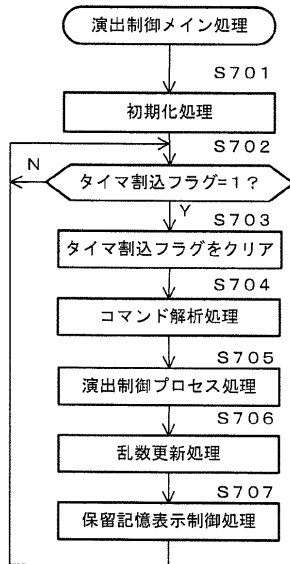 演出制御メイン処理
S701
初期化処理
S702
N
タイマ割込フラグ=1?
Y
S703
タイマ割込フラグをクリア
S704
コマンド解析処理
S705
演出制御プロセス処理
S706
乱数更新処理
S707
保留記憶表示制御処理